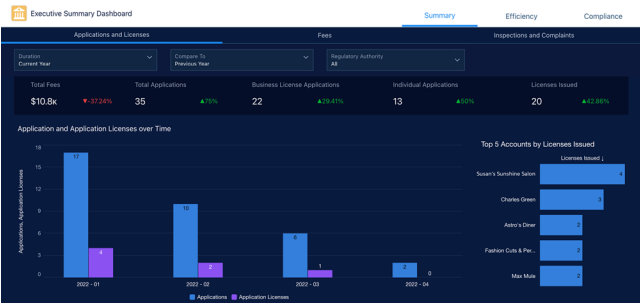 Executive Summary Dashboard
Summary
Efficiency
Compliance
Applications and Licenses
Fees
Inspections and Complaints
Duration
Current Year
Compare To
Previous Year
Regulatory Authority
All
Total Fees
$10.8K ▼-37.24%
Total Applications
35 ▲75%
Business License Applications
22 ▲29.41%
Individual Applications
13 ▲50%
Licenses Issued
20 ▲42.86%
Application and Application Licenses over Time
Applications, Application Licenses
18
15
12
9
6
3
0
17
4
10
2
6
1
2
0
2022 - 01
2022 - 02
2022 - 03
2022 - 04
Applications
Application Licenses
Top 5 Accounts by Licenses Issued
Licenses Issued ↓
Susan's Sunshine Salon 4
Charles Green 3
Astro's Diner 2
Fashion Cuts & Per... 2
Max Mule 2